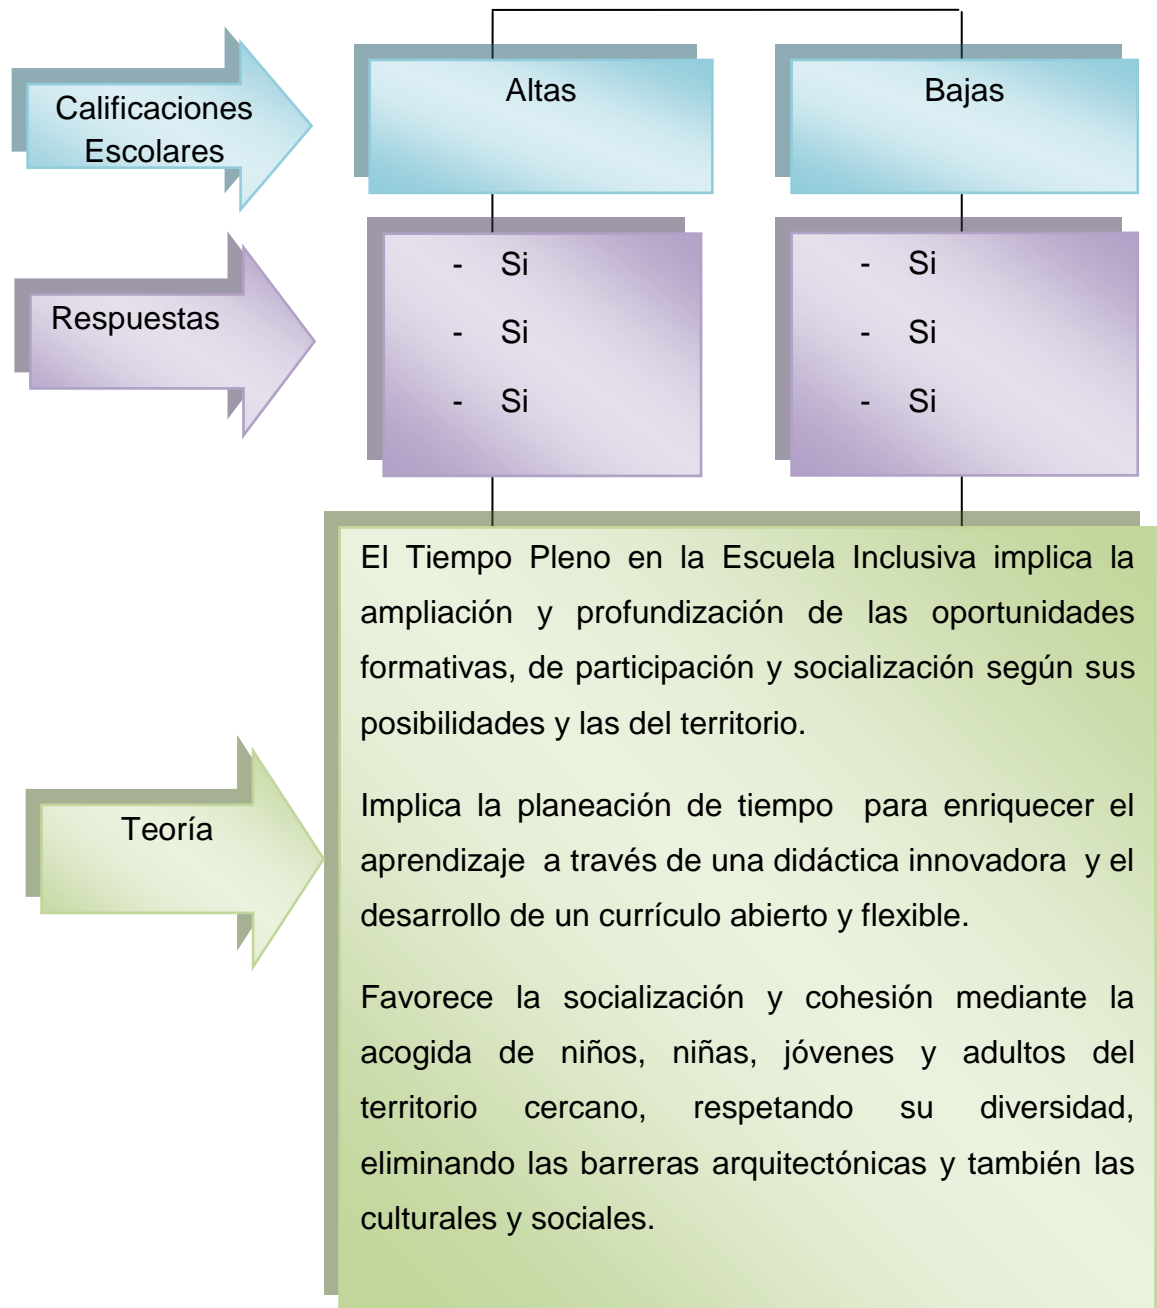 Calificaciones
Escolares
Altas
Bajas
Respuestas
- Si
- Si
- Si
- Si
- Si
- Si
Teoría
El Tiempo Pleno en la Escuela Inclusiva implica la
ampliación y profundización de las oportunidades
formativas, de participación y socialización según sus
posibilidades y las del territorio.
Implica la planeación de tiempo para enriquecer el
aprendizaje a través de una didáctica innovadora y el
desarrollo de un currículo abierto y flexible.
Favorece la socialización y cohesión mediante la
acogida de niños, niñas, jóvenes y adultos del
territorio cercano, respetando su diversidad,
eliminando las barreras arquitectónicas y también las
culturales y sociales.